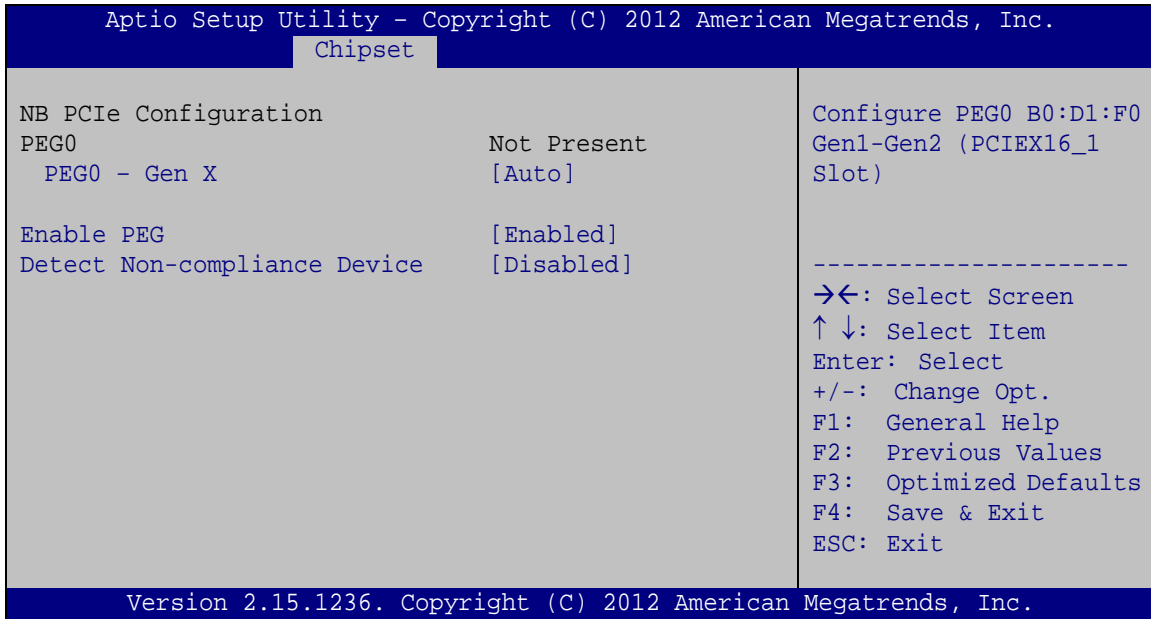 Aptio Setup Utility – Copyright (C) 2012 American Megatrends, Inc.
Chipset
NB PCIe Configuration
PEG0 Not Present
PEG0 – Gen X [Auto]
Enable PEG [Enabled]
Detect Non-compliance Device [Disabled]
Configure PEG0 B0:D1:F0
Gen1-Gen2 (PCIEX16_1
Slot)
----------------------
→←: Select Screen
↑ ↓: Select Item
Enter: Select
+/-: Change Opt.
F1: General Help
F2: Previous Values
F3: Optimized Defaults
F4: Save & Exit
ESC: Exit
Version 2.15.1236. Copyright (C) 2012 American Megatrends, Inc.